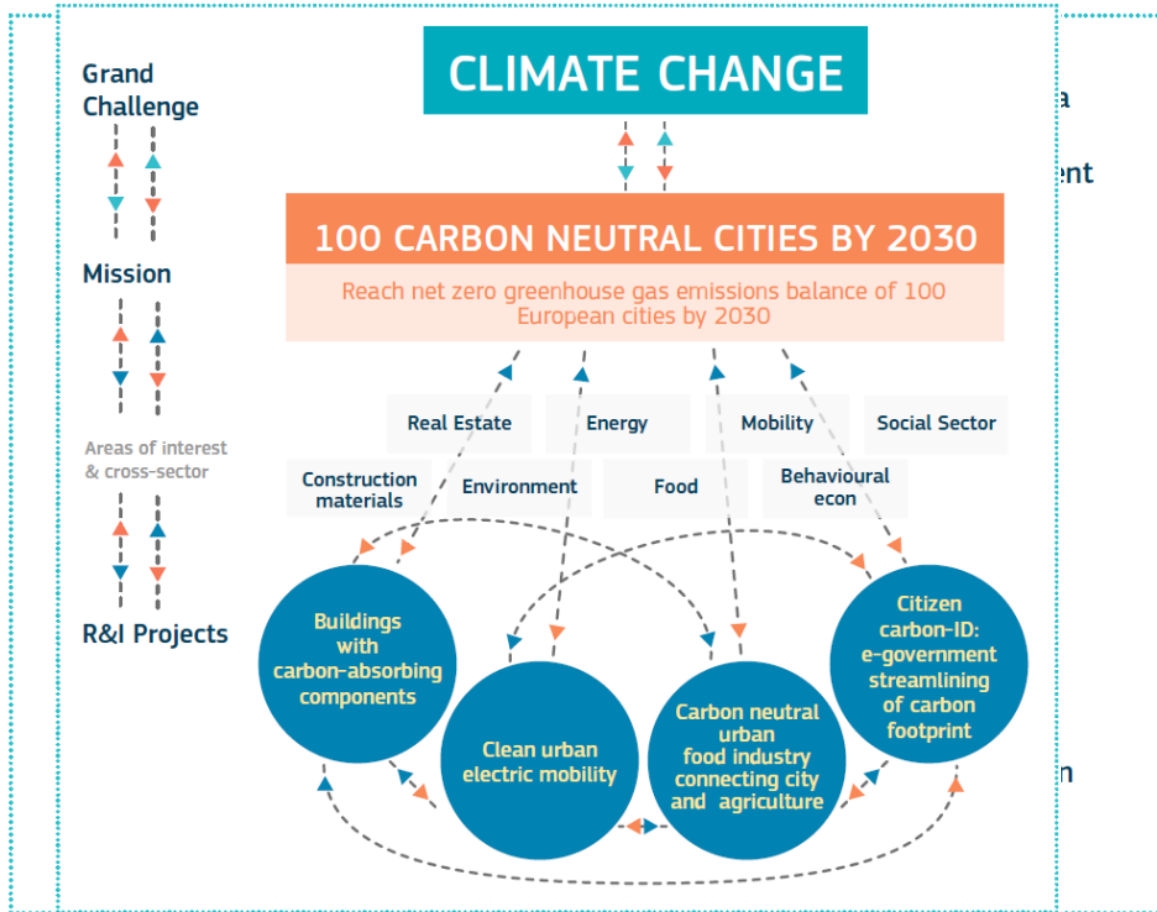 CLIMATE CHANGE
Grand
Challenge
100 CARBON NEUTRAL CITIES BY 2030
Reach net zero greenhouse gas emissions balance of 100
European cities by 2030
Mission
Real Estate
Energy
Mobility
Social Sector
Areas of interest
& cross-sector
Construction
materials
Environment
Food
Behavioural
econ
R&I Projects
Buildings
with
carbon-absorbing
components
Clean urban
electric mobility
Carbon neutral
urban
food industry
connecting city
and agriculture
Citizen
carbon-ID:
e-government
streamlining
of carbon
footprint